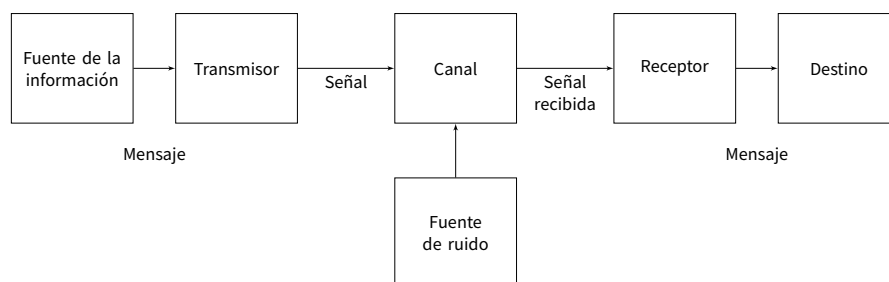 Fuente de la
información
Transmisor
Señal
Canal
Señal
recibida
Receptor
Destino
Mensaje
Mensaje
Fuente
de ruido